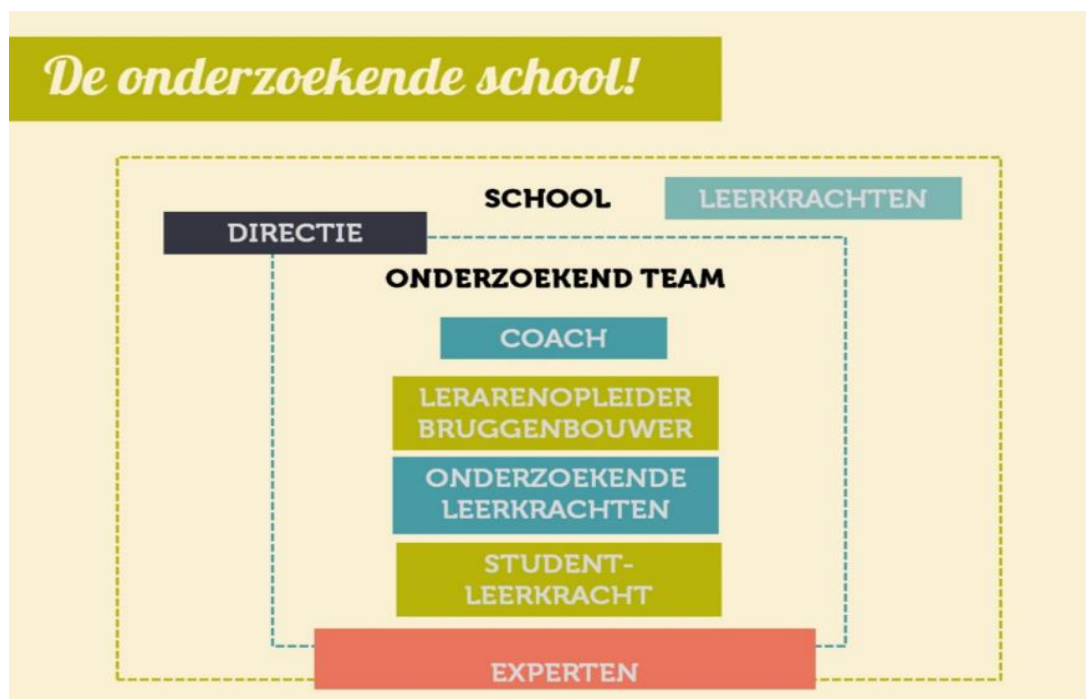 De onderzoekende school!
SCHOOL
LEERKRACHTEN
DIRECTIE
ONDERZOEKEND TEAM
COACH
LERARENOPLEIDER
BRUGGENBOUWER
ONDERZOEKENDE
LEERKRACHTEN
STUDENT-
LEERKRACHT
EXPERTEN